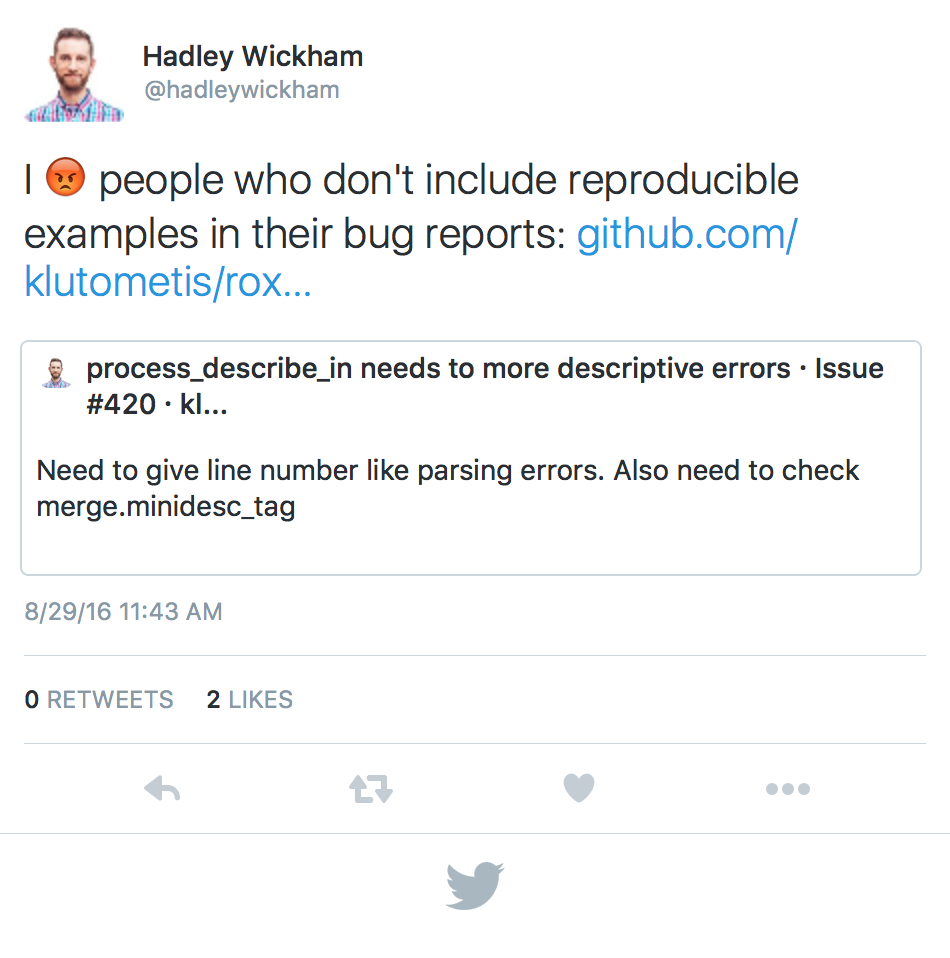 Hadley Wickham
@hadleywickham
I 😡 people who don't include reproducible
examples in their bug reports: github.com/
klutometis/rox...
process_describe_in needs to more descriptive errors · Issue
#420 · kl...
Need to give line number like parsing errors. Also need to check
merge.minidesc_tag
8/29/16 11:43 AM
0 RETWEETS 2 LIKES